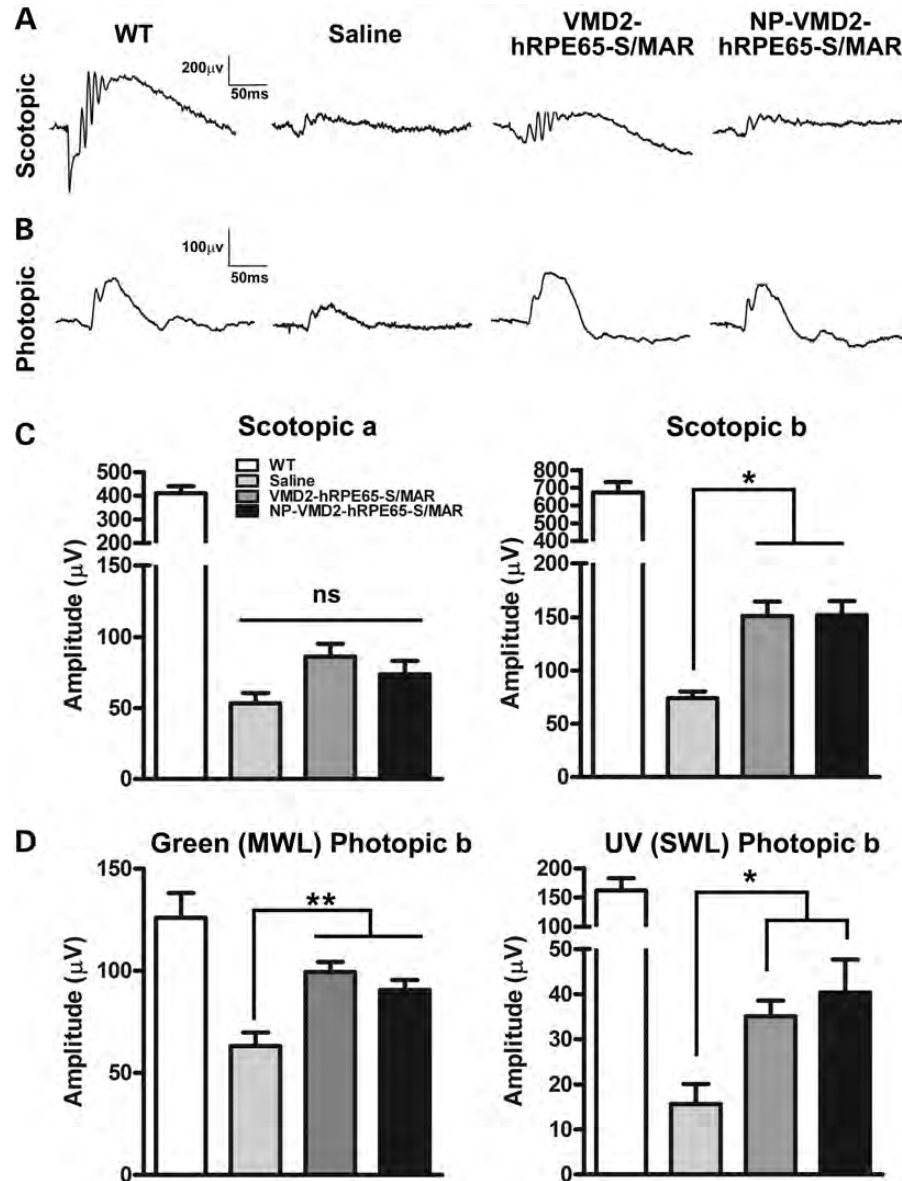 A
WT
Saline
VMD2-
hRPE65-S/MAR
NP-VMD2-
hRPE65-S/MAR
200μv
50ms
Scotopic
B
100μv
50ms
Photopic
C
Scotopic a
WT
Saline
VMD2-hRPE65-S/MAR
NP-VMD2-hRPE65-S/MAR
Amplitude (μV)
500
400
300
200
150
100
50
0
ns
Scotopic b
Amplitude (μV)
800
700
600
500
400
200
150
100
50
0
*
D
Green (MWL) Photopic b
Amplitude (μV)
150
100
50
0
**
UV (SWL) Photopic b
Amplitude (μV)
200
150
100
50
40
30
20
10
0
*